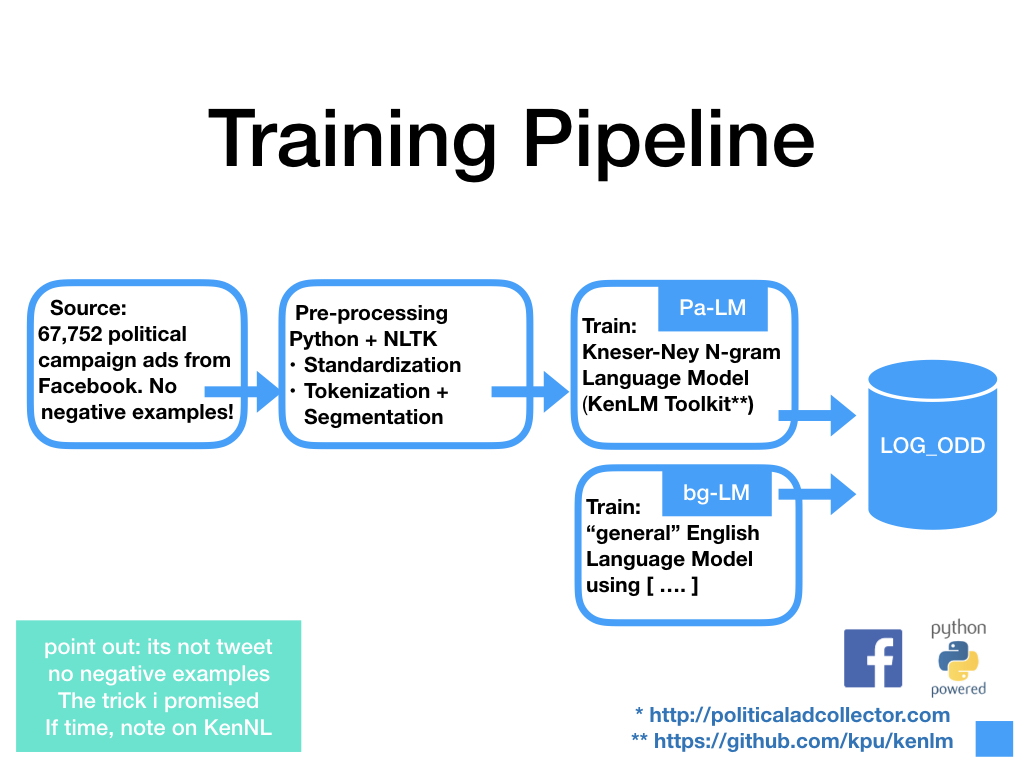 Training Pipeline
Source:
67,752 political
campaign ads from
Facebook. No
negative examples!
Pre-processing
Python + NLTK
• Standardization
• Tokenization +
Segmentation
Pa-LM
Train:
Kneser-Ney N-gram
Language Model
(KenLM Toolkit**)
bg-LM
Train:
“general” English
Language Model
using [ …. ]
LOG_ODD
point out: its not tweet
no negative examples
The trick i promised
If time, note on KenNL
f
python
powered
* http://politicaladcollector.com
** https://github.com/kpu/kenlm